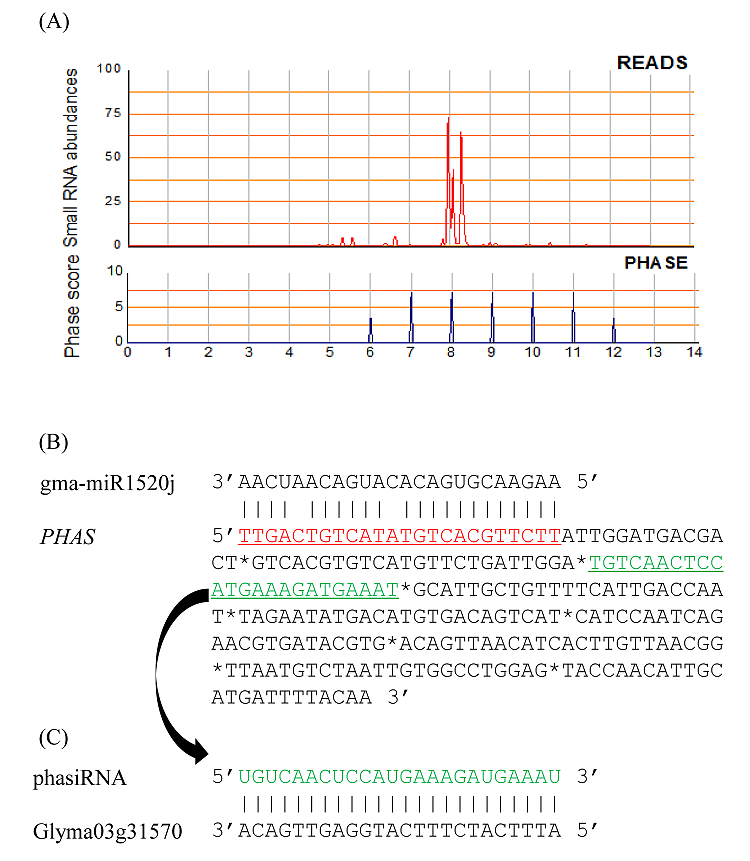 (A)
READS
Small RNA abundances
100
75
50
25
0
PHASE
Phase score
10
5
0
0 1 2 3 4 5 6 7 8 9 10 11 12 13 14
(B)
gma-miR1520j 3′AACUAACAGUACACAGUGCAAGAA 5′
|||| |||||| ||||||||||||
PHAS 5′TTGACTGTCATATGTCACGTTCTTATTGGATGACGA
CT*GTCACGTGTCATGTTCTGATTGGA*TGTCAACTCC
ATGAAAGATGAAAT*GCATTGCTGTTTTCATTGACCAA
T*TAGAATATGACATGTGACAGTCAT*CATCCAATCAG
AACGTGATACGTG*ACAGTTAACATCACTTGTTAACGG
*TTAATGTCTAATTGTGGCCTGGAG*TACCAACATTGC
ATGATTTTACAA 3′
(C)
phasiRNA 5′UGUCAACUCCAUGAAAGAUGAAAU 3′
||||||||||||||||||||||||
Glyma03g31570 3′ACAGTTGAGGTACTTTCTACTTTA 5′